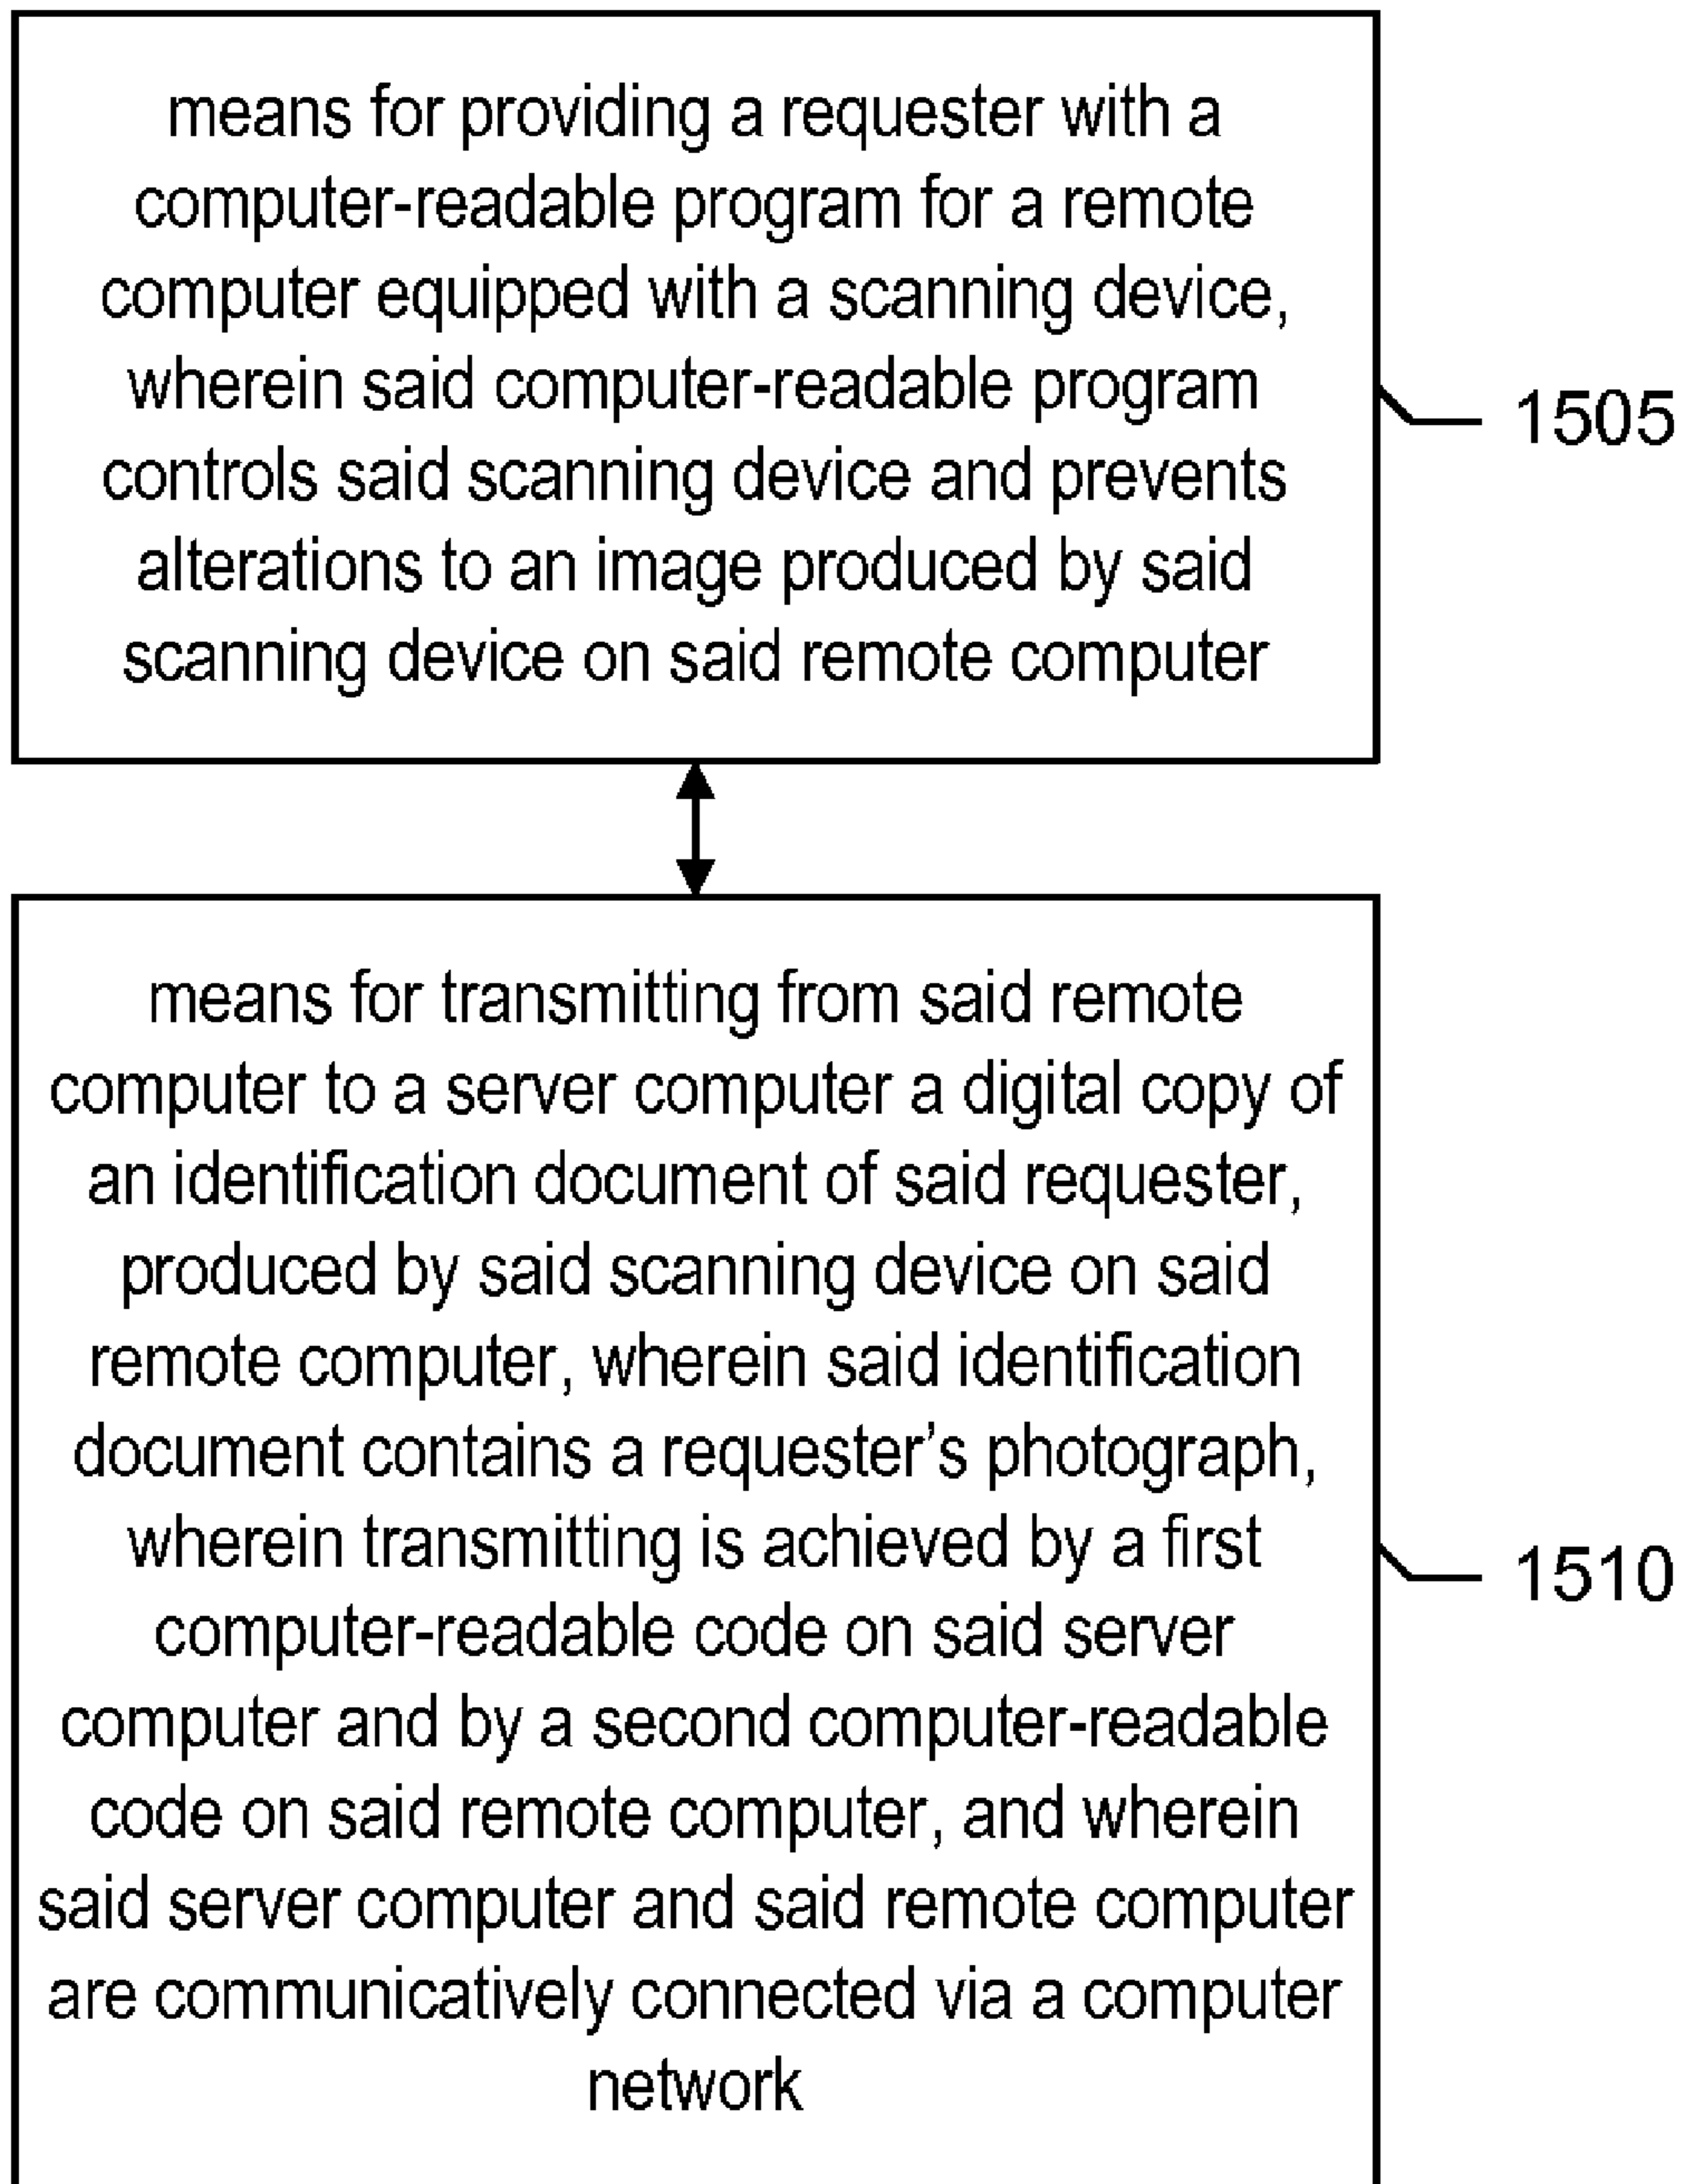 means for providing a requester with a
computer-readable program for a remote
computer equipped with a scanning device,
wherein said computer-readable program
controls said scanning device and prevents
alterations to an image produced by said
scanning device on said remote computer
1505
means for transmitting from said remote
computer to a server computer a digital copy of
an identification document of said requester,
produced by said scanning device on said
remote computer, wherein said identification
document contains a requester’s photograph,
wherein transmitting is achieved by a first
computer-readable code on said server
computer and by a second computer-readable
code on said remote computer, and wherein
said server computer and said remote computer
are communicatively connected via a computer
network
1510